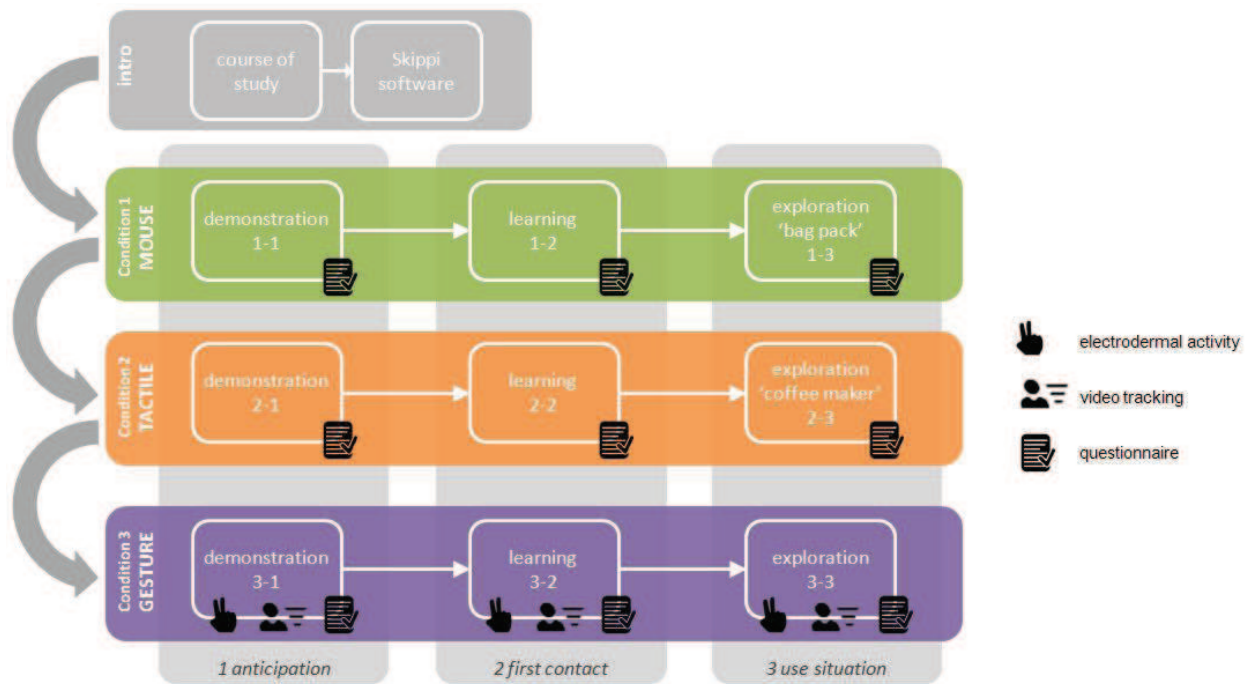 intro
course of
study
Skippi
software
Condition 1
MOUSE
demonstration
1-1
learning
1-2
exploration
'bag pack'
1-3
Condition 2
TACTILE
demonstration
2-1
learning
2-2
exploration
'coffee maker'
2-3
Condition 3
GESTURE
demonstration
3-1
learning
3-2
exploration
3-3
1 anticipation
2 first contact
3 use situation
electrodermal activity
video tracking
questionnaire